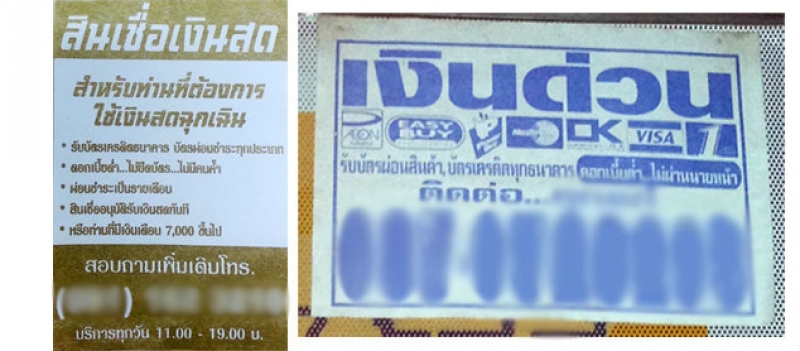 สินเชื่อเงินสด
สำหรับท่านที่ต้องการ
ใช้เงินสดฉุกเฉิน
* รับบัตรเครดิตธนาคาร บัตรผ่อนชำระทุกประเภท
* ดอกเบี้ยต่ำ...ไม่ยึดบัตร...ไม่มีคนค้ำ
* ผ่อนชำระเป็นรายเดือน
* สินเชื่ออนุมัติรับเงินสดทันที
* หรือท่านที่มีเงินเดือน 7,000 ขึ้นไป
สอบถามเพิ่มเติมโทร.
บริการทุกวัน 11.00 - 19.00 น.
เงินด่วน
AEON EASY BUY OK VISA 1
รับบัตรผ่อนสินค้า, บัตรเครดิตทุกธนาคาร ดอกเบี้ยต่ำ...ไม่ผ่านนายหน้า
ติดต่อ...